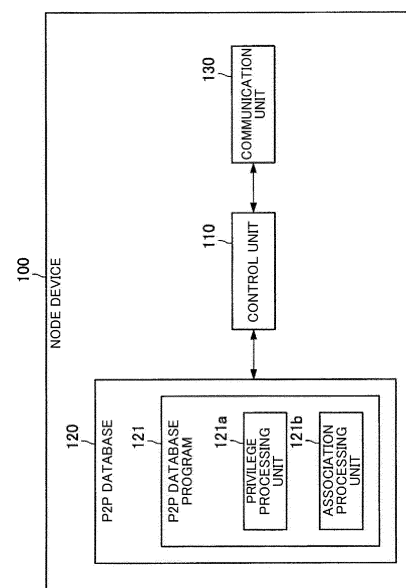 100
NODE DEVICE
120
P2P DATABASE
121
P2P DATABASE
PROGRAM
121a
PRIVILEGE
PROCESSING
UNIT
121b
ASSOCIATION
PROCESSING
UNIT
110
CONTROL UNIT
130
COMMUNICATION
UNIT